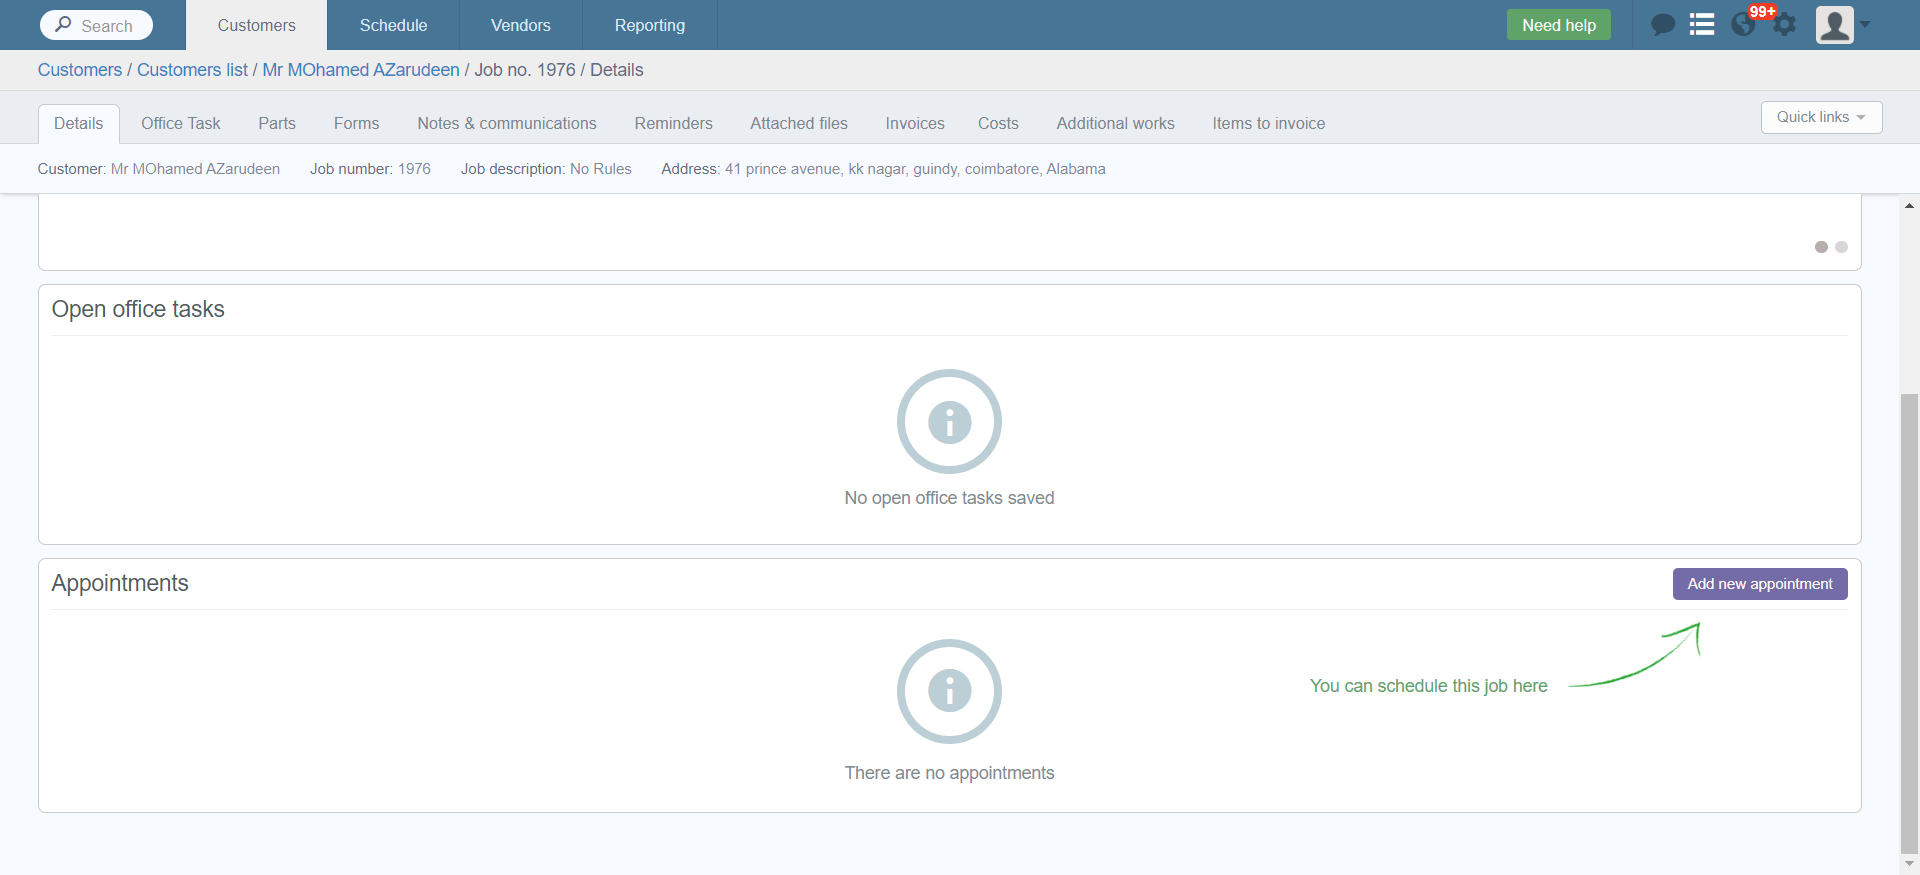 Search Customers Schedule Vendors Reporting Need help 99+
Customers / Customers list / Mr MOhamed AZarudeen / Job no. 1976 / Details
Details Office Task Parts Forms Notes & communications Reminders Attached files Invoices Costs Additional works Items to invoice Quick links
Customer: Mr MOhamed AZarudeen Job number: 1976 Job description: No Rules Address: 41 prince avenue, kk nagar, guindy, coimbatore, Alabama
Open office tasks
No open office tasks saved
Appointments Add new appointment
You can schedule this job here
There are no appointments